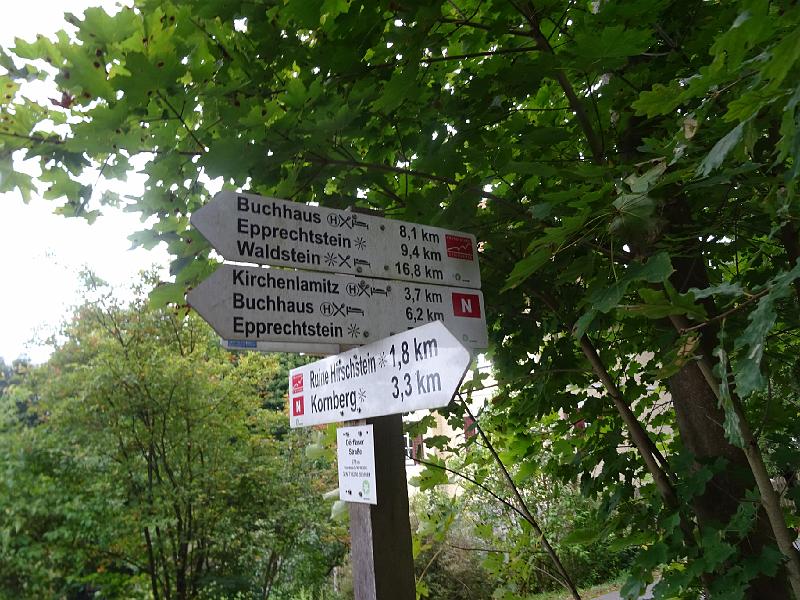 Buchhaus H 8,1 km
Epprechtstein 9,4 km
Waldstein 16,8 km
Kirchenlamitz H 3,7 km
Buchhaus H 6,2 km
Epprechtstein
N
Ruine Hirschstein 1,8 km
Kornberg 3,3 km
N
Straße